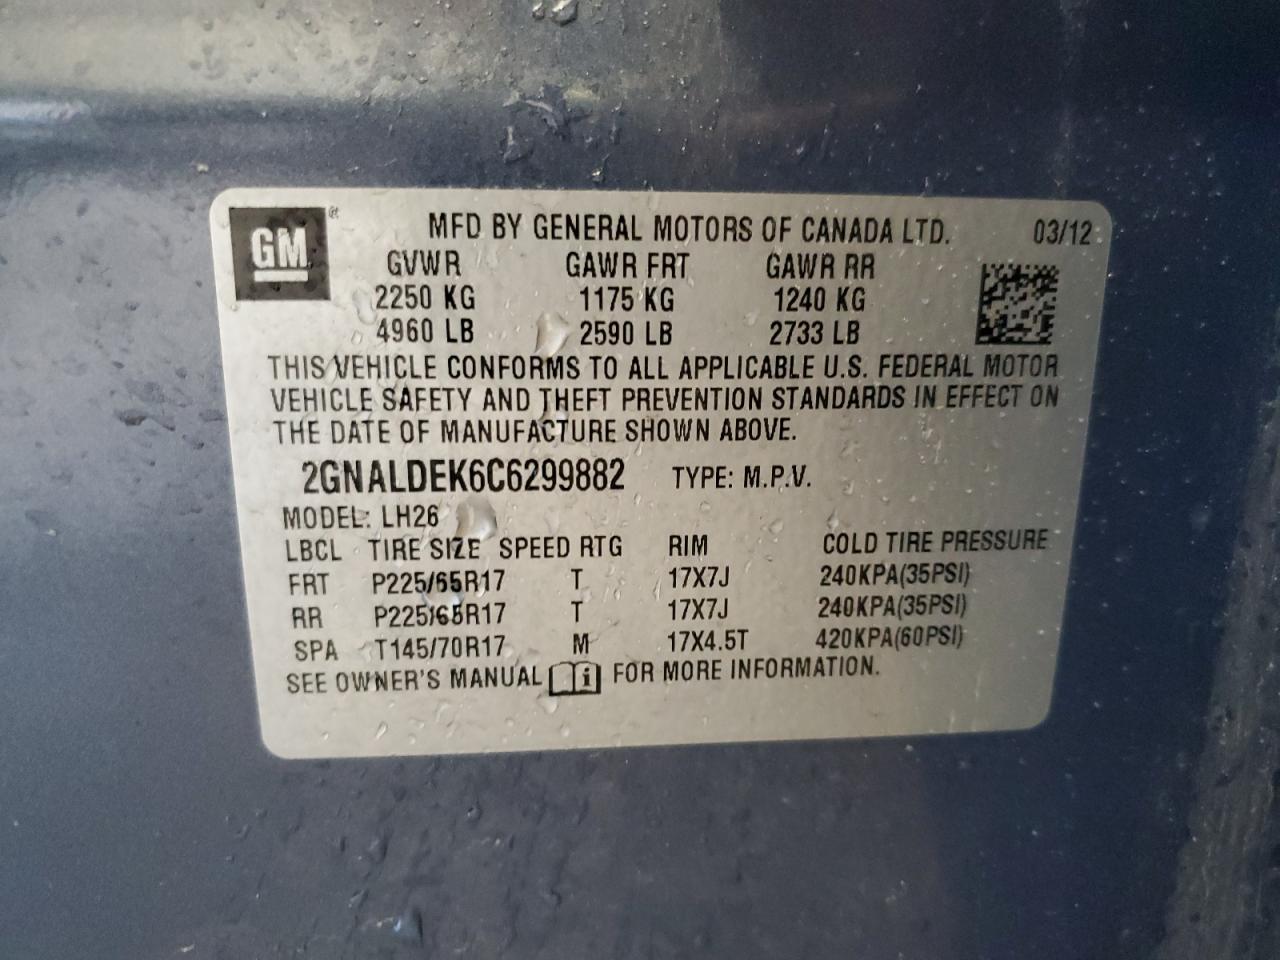 GM ®
MFD BY GENERAL MOTORS OF CANADA LTD. 03/12
GVWR GAWR FRT GAWR RR
2250 KG 1175 KG 1240 KG
4960 LB 2590 LB 2733 LB
THIS VEHICLE CONFORMS TO ALL APPLICABLE U.S. FEDERAL MOTOR
VEHICLE SAFETY AND THEFT PREVENTION STANDARDS IN EFFECT ON
THE DATE OF MANUFACTURE SHOWN ABOVE.
2GNALDEK6C6299882 TYPE: M.P.V.
MODEL: LH26
LBCL TIRE SIZE SPEED RTG RIM COLD TIRE PRESSURE
FRT P225/65R17 T 17X7J 240KPA(35PSI)
RR P225/65R17 T 17X7J 240KPA(35PSI)
SPA T145/70R17 M 17X4.5T 420KPA(60PSI)
SEE OWNER'S MANUAL i FOR MORE INFORMATION.